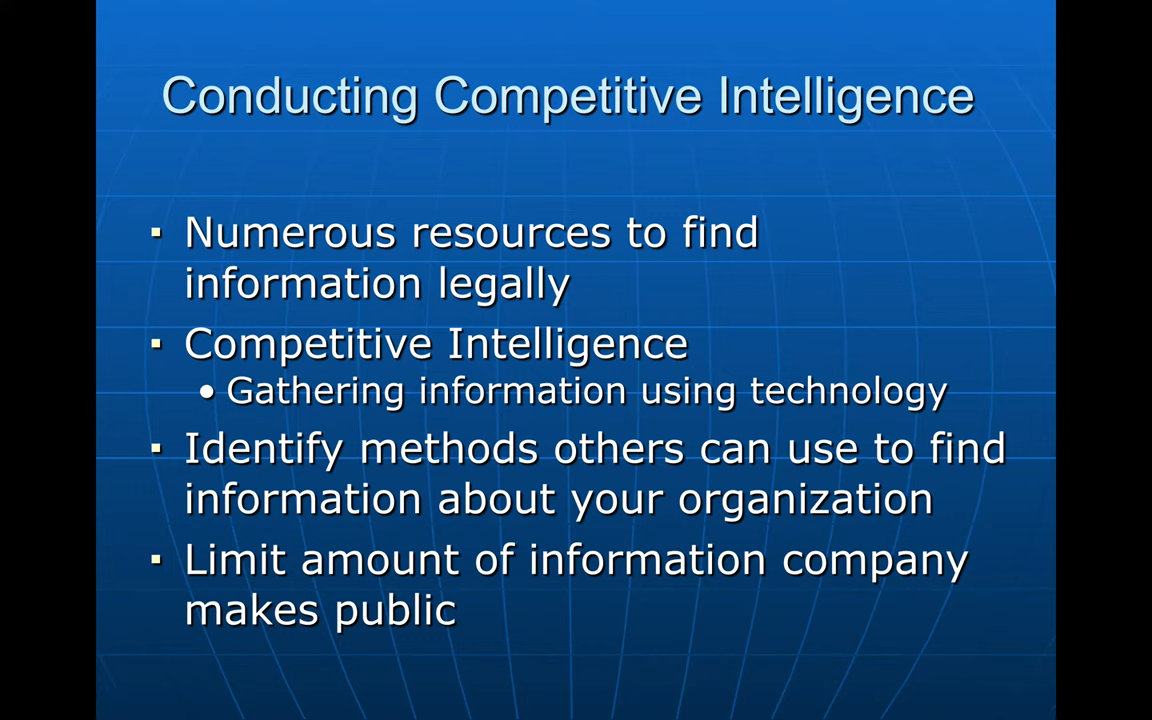 Conducting Competitive Intelligence
▪ Numerous resources to find
information legally
▪ Competitive Intelligence
• Gathering information using technology
▪ Identify methods others can use to find
information about your organization
▪ Limit amount of information company
makes public